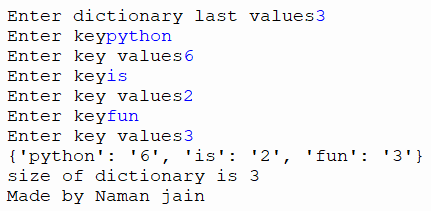 Enter dictionary last values3
Enter keypython
Enter key values6
Enter keyis
Enter key values2
Enter keyfun
Enter key values3
{'python': '6', 'is': '2', 'fun': '3'}
size of dictionary is 3
Made by Naman jain